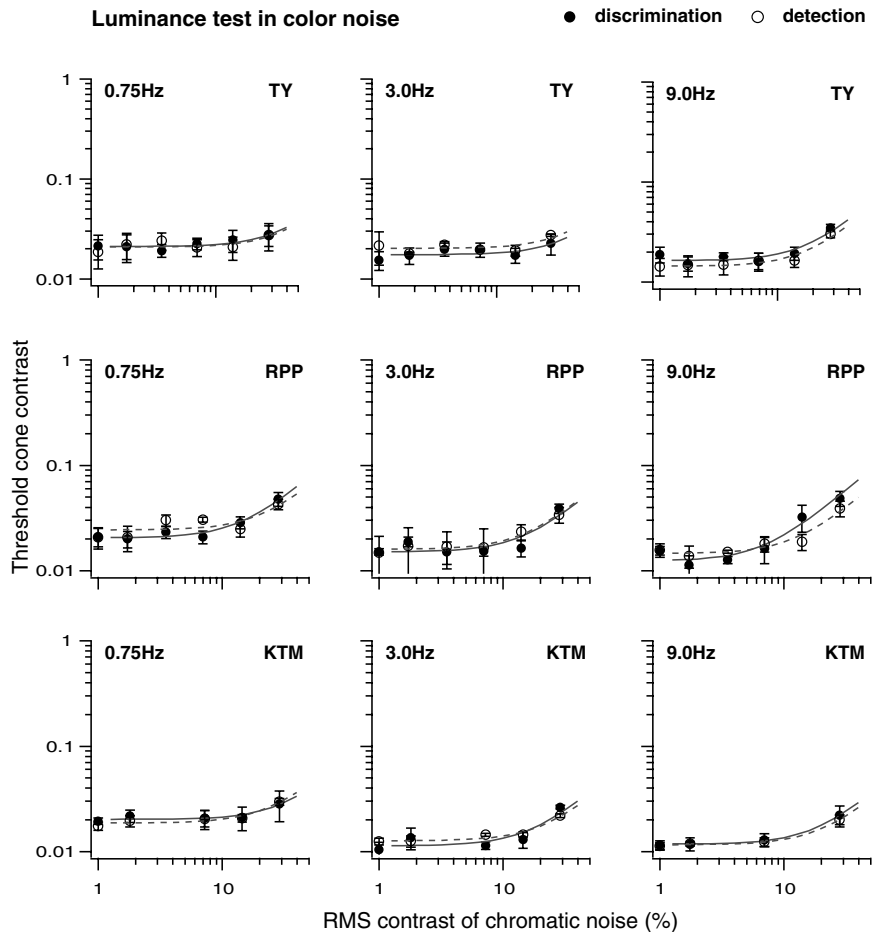 Luminance test in color noise
● discrimination ○ detection
1
0.1
0.01
0.75Hz TY
3.0Hz TY
9.0Hz TY
1
0.1
0.01
0.75Hz RPP
3.0Hz RPP
9.0Hz RPP
1
0.1
0.01
0.75Hz KTM
3.0Hz KTM
9.0Hz KTM
1 10
1 10
1 10
Threshold cone contrast
RMS contrast of chromatic noise (%)